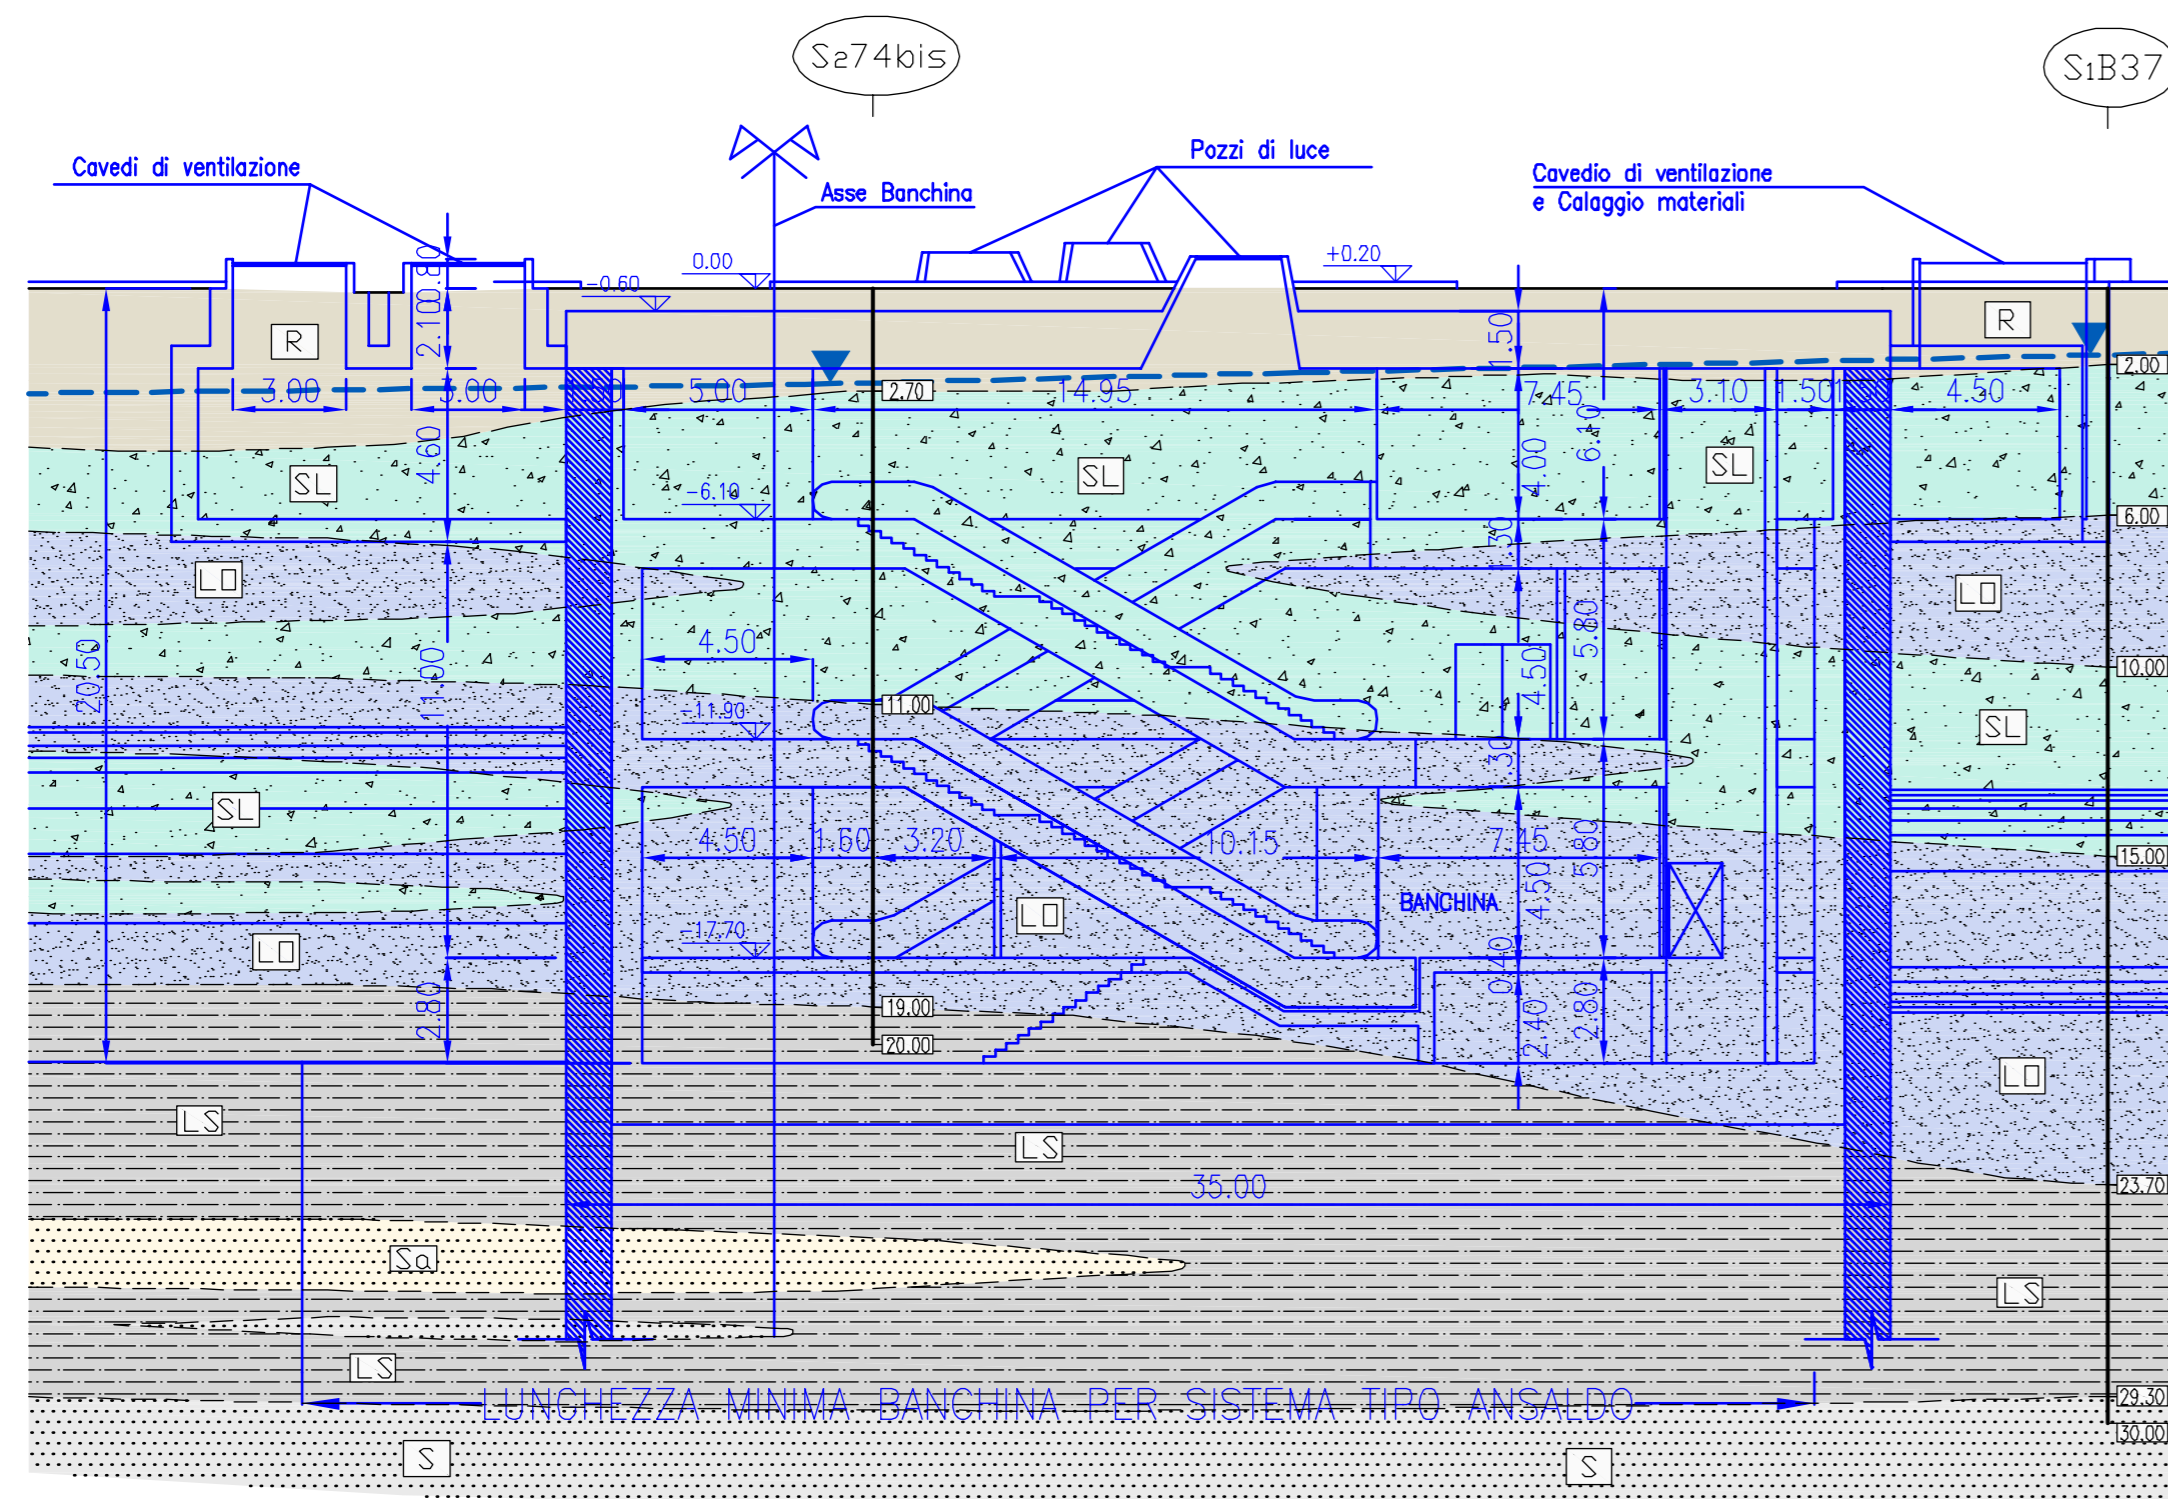 S274bis
S1B37
Cavedi di ventilazione
Asse Banchina
Pozzi di luce
Cavedio di ventilazione
e Calaggio materiali
0.00
-0.60
+0.20
0.80
2.10
1.50
R
R
2.00
3.00
3.00
5.00
2.70
14.95
7.45
3.10
1.50
4.50
4.60
4.00
6.10
SL
SL
SL
-6.10
6.00
.30
LO
LO
4.50
5.80
20.50
11.00
4.50
10.00
11.00
-11.90
SL
.30
SL
4.50
1.60
3.20
10.15
7.45
15.00
4.50
5.80
BANCHINA
LO
-17.70
LO
0.40
2.80
19.00
2.40
2.80
20.00
LO
LS
LS
35.00
23.70
Sa
LS
LS
LUNGHEZZA MINIMA BANCHINA PER SISTEMA TIPO ANSALDO
29.30
30.00
S
S